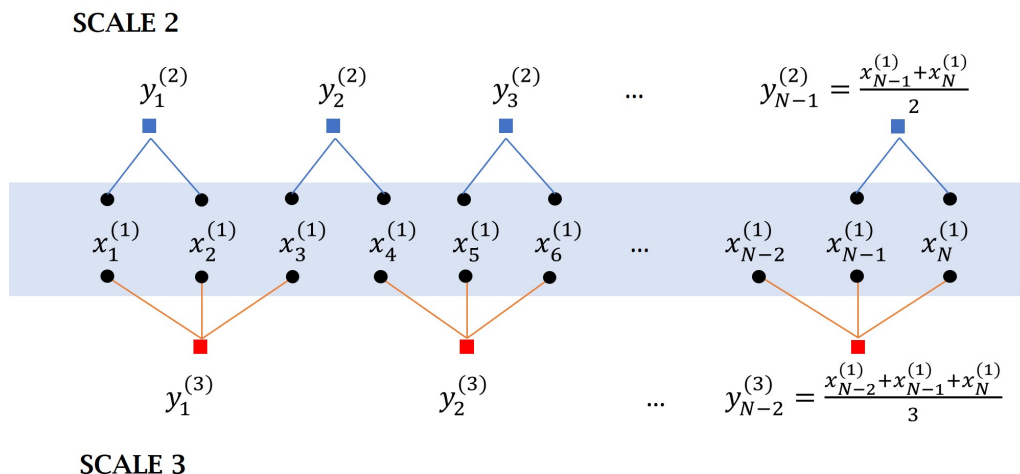 SCALE 2
y_1^{(2)} y_2^{(2)} y_3^{(2)} ... y_{N-1}^{(2)} = \frac{x_{N-1}^{(1)}+x_N^{(1)}}{2}
x_1^{(1)} x_2^{(1)} x_3^{(1)} x_4^{(1)} x_5^{(1)} x_6^{(1)} ... x_{N-2}^{(1)} x_{N-1}^{(1)} x_N^{(1)}
y_1^{(3)} y_2^{(3)} ... y_{N-2}^{(3)} = \frac{x_{N-2}^{(1)}+x_{N-1}^{(1)}+x_N^{(1)}}{3}
SCALE 3